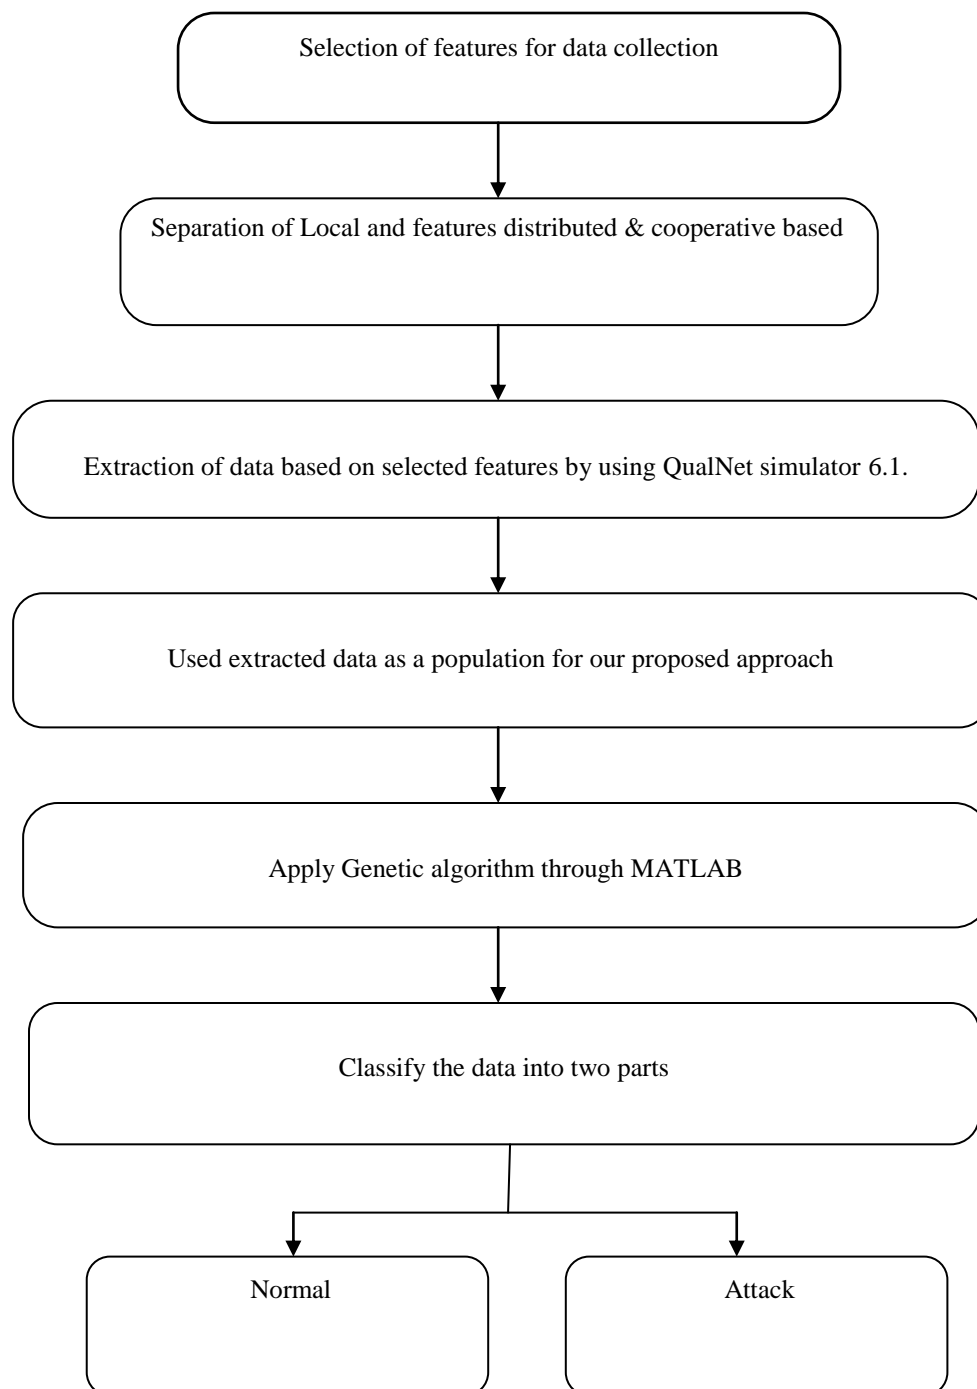 Selection of features for data collection
Separation of Local and features distributed & cooperative based
Extraction of data based on selected features by using QualNet simulator 6.1.
Used extracted data as a population for our proposed approach
Apply Genetic algorithm through MATLAB
Classify the data into two parts
Normal
Attack